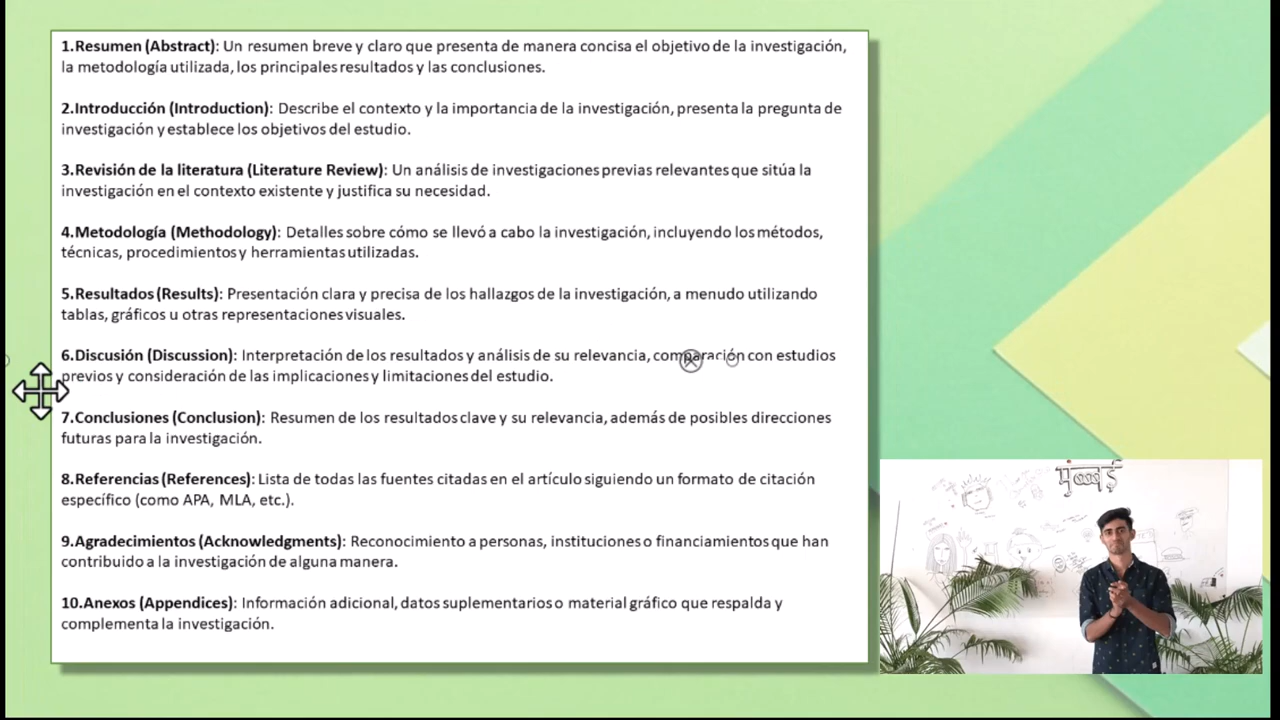 1.Resumen (Abstract): Un resumen breve y claro que presenta de manera concisa el objetivo de la investigación,
la metodología utilizada, los principales resultados y las conclusiones.
2.Introducción (Introduction): Describe el contexto y la importancia de la investigación, presenta la pregunta de
investigación y establece los objetivos del estudio.
3.Revisión de la literatura (Literature Review): Un análisis de investigaciones previas relevantes que sitúa la
investigación en el contexto existente y justifica su necesidad.
4.Metodología (Methodology): Detalles sobre cómo se llevó a cabo la investigación, incluyendo los métodos,
técnicas, procedimientos y herramientas utilizadas.
5.Resultados (Results): Presentación clara y precisa de los hallazgos de la investigación, a menudo utilizando
tablas, gráficos u otras representaciones visuales.
6.Discusión (Discussion): Interpretación de los resultados y análisis de su relevancia, comparación con estudios
previos y consideración de las implicaciones y limitaciones del estudio.
7.Conclusiones (Conclusion): Resumen de los resultados clave y su relevancia, además de posibles direcciones
futuras para la investigación.
8.Referencias (References): Lista de todas las fuentes citadas en el artículo siguiendo un formato de citación
específico (como APA, MLA, etc.).
9.Agradecimientos (Acknowledgments): Reconocimiento a personas, instituciones o financiamientos que han
contribuido a la investigación de alguna manera.
10.Anexos (Appendices): Información adicional, datos suplementarios o material gráfico que respalda y
complementa la investigación.